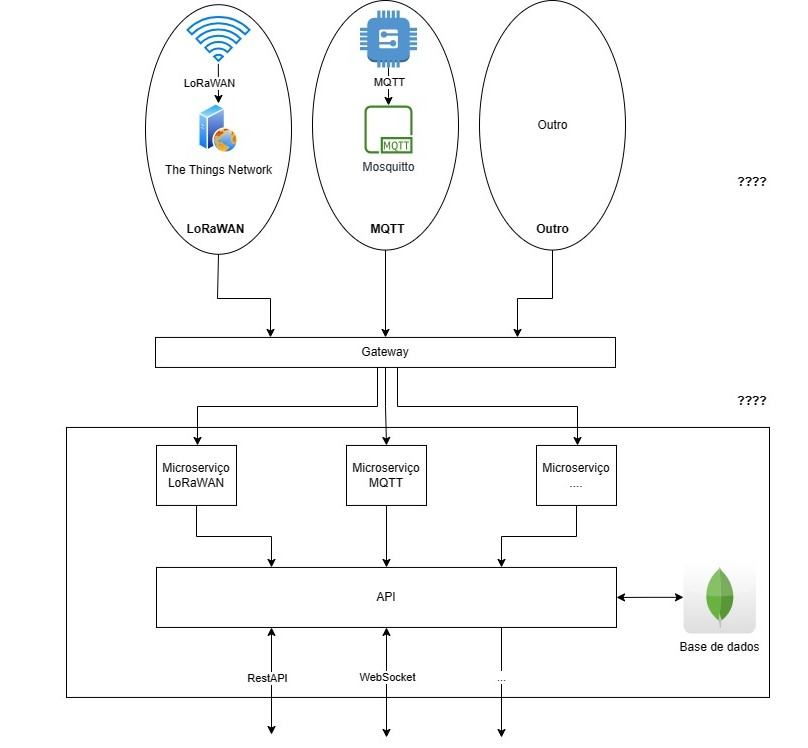 LoRaWAN
MQTT
The Things Network
MQTT
Mosquitto
Outro
????
LoRaWAN
MQTT
Outro
Gateway
????
Microserviço
LoRaWAN
Microserviço
MQTT
Microserviço
....
API
Base de dados
RestAPI
WebSocket
...